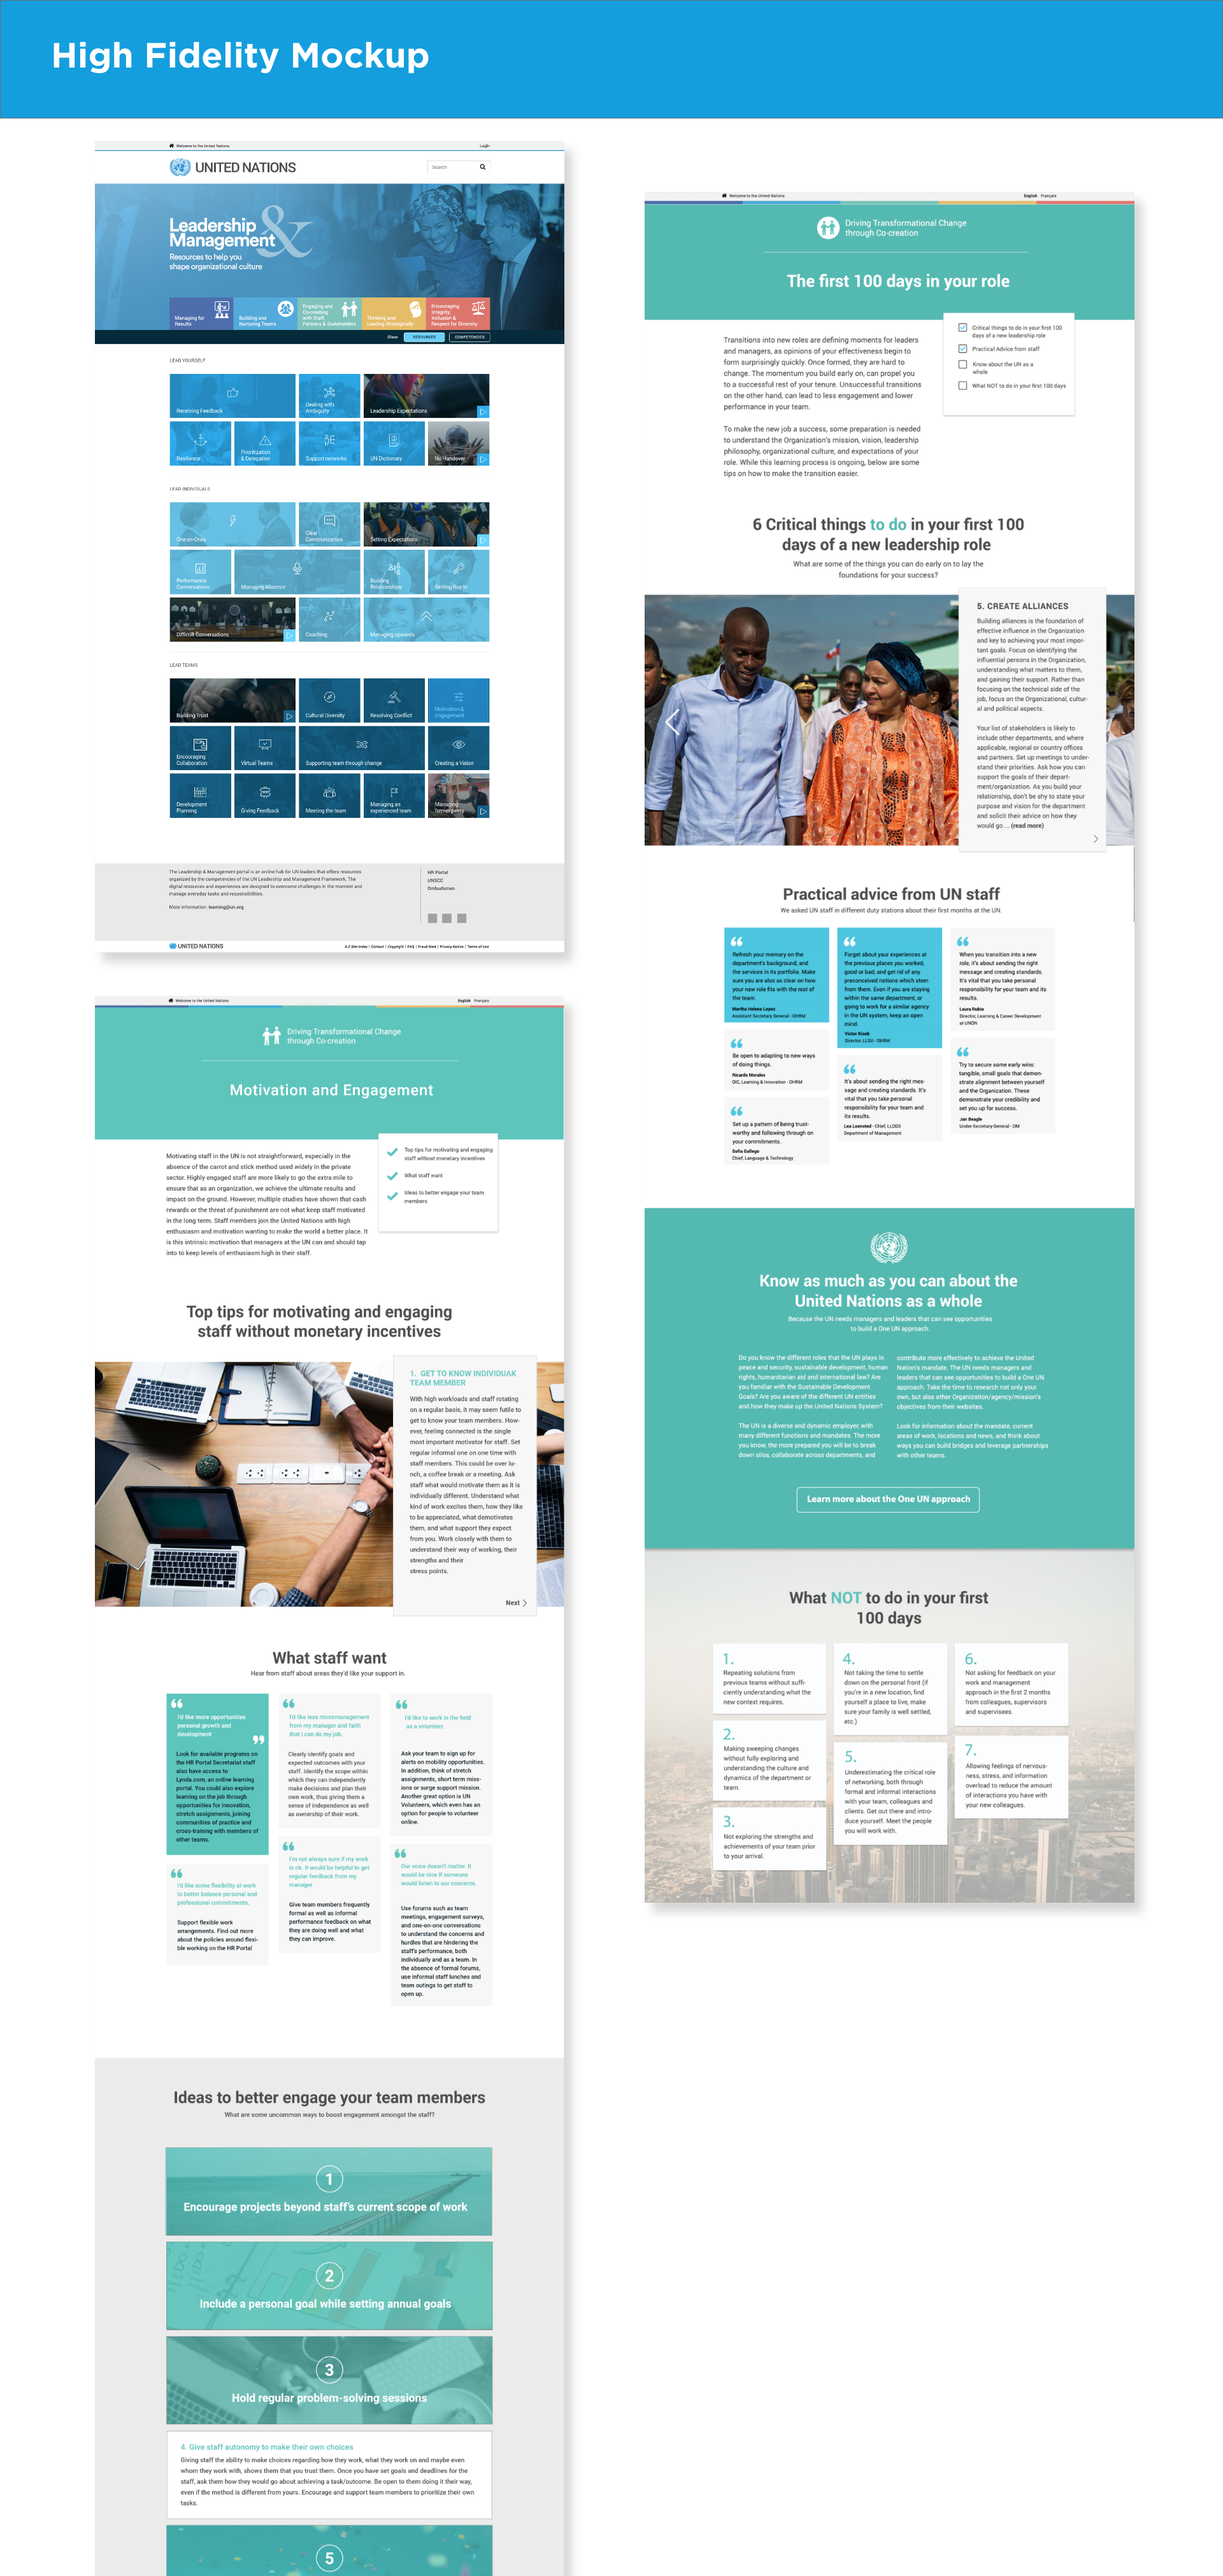 High Fidelity Mockup
Welcome to the United Nations
Login
UNITED NATIONS
Search
Leadership
Management &
Resources to help you
shape organizational culture
Managing for
Results
Building and
Nurturing Teams
Engaging and
Co-creating
with Staff,
Partners & Stakeholders
Thinking and
Leading Strategically
Encouraging
Integrity,
Inclusion &
Respect for Diversity
Show
RESOURCES
COMPETENCIES
LEAD YOURSELF
Receiving Feedback
Dealing with
Ambiguity
Leadership Expectations
Resilience
Prioritization
& Delegation
Support networks
UN Dictionary
No Handover
LEAD INDIVIDUALS
One-on-Ones
Clear
Communication
Setting Expectations
Performance
Conversations
Managing Absence
Building
Relationships
Getting Buy in
Difficult Conversations
Coaching
Managing upwards
LEAD TEAMS
Building Trust
Cultural Diversity
Resolving Conflict
Motivation &
Engagement
Encouraging
Collaboration
Virtual Teams
Supporting team through change
Creating a Vision
Development
Planning
Giving Feedback
Meeting the team
Managing an
experienced team
Managing
former peers
The Leadership & Management portal is an online hub for UN leaders that offers resources
organized by the competencies of the UN Leadership and Management Framework. The
digital resources and experiences are designed to overcome challenges in the moment and
manage everyday tasks and responsibilities.
More Information: learning@un.org
HR Portal
UNSCC
Ombudsman
UNITED NATIONS
A-Z Site Index | Contact | Copyright | FAQ | Fraud Alert | Privacy Notice | Terms of Use
Welcome to the United Nations
English Français
Driving Transformational Change
through Co-creation
Motivation and Engagement
Motivating staff in the UN is not straightforward, especially in the
absence of the carrot and stick method used widely in the private
sector. Highly engaged staff are more likely to go the extra mile to
ensure that as an organization, we achieve the ultimate results and
impact on the ground. However, multiple studies have shown that cash
rewards or the threat of punishment are not what keep staff motivated
in the long term. Staff members join the United Nations with high
enthusiasm and motivation wanting to make the world a better place. It
is this intrinsic motivation that managers at the UN can and should tap
into to keep levels of enthusiasm high in their staff.
Top tips for motivating and engaging
staff without monetary incentives
What staff want
Ideas to better engage your team
members
Top tips for motivating and engaging
staff without monetary incentives
1. GET TO KNOW INDIVIDUAK
TEAM MEMBER
With high workloads and staff rotating
on a regular basis, it may seem futile to
get to know your team members. How-
ever, feeling connected is the single
most important motivator for staff. Set
regular informal one on one time with
staff members. This could be over lu-
nch, a coffee break or a meeting. Ask
staff what would motivate them as it is
individually different. Understand what
kind of work excites them, how they like
to be appreciated, what demotivates
them, and what support they expect
from you. Work closely with them to
understand their way of working, their
strengths and their
stress points.
Next
What staff want
Hear from staff about areas they'd like your support in.
I'd like more opportunities
personal growth and
development.
Look for available programs on
the HR Portal Secretariat staff
also have access to
Lynda.com, an online learning
portal. You could also explore
learning on the job through
opportunities for innovation,
stretch assignments, joining
communities of practice and
cross-training with members of
other teams.
I'd like some flexibility at work
to better balance personal and
professional commitments.
Support flexible work
arrangements. Find out more
about the policies around flexi-
ble working on the HR Portal
I'd like less micromanagement
from my manager and faith
that I can do my job.
Clearly identify goals and
expected outcomes with your
staff. Identify the scope within
which they can independently
make decisions and plan their
own work, thus giving them a
sense of independence as well
as ownership of their work.
I'm not always sure if my work
is ok. It would be helpful to get
regular feedback from my
manager
Give team members frequently
formal as well as informal
performance feedback on what
they are doing well and what
they can improve.
I'd like to work in the field
as a volunteer.
Ask your team to sign up for
alerts on mobility opportunities.
In addition, think of stretch
assignments, short term miss-
ions or surge support mission.
Another great option is UN
Volunteers, which even has an
option for people to volunteer
online.
Our voice doesn't matter. It
would be nice if someone
would listen to our concerns.
Use forums such as team
meetings, engagement surveys,
and one-on-one conversations
to understand the concerns and
hurdles that are hindering the
staff's performance, both
individually and as a team. In
the absence of formal forums,
use informal staff lunches and
team outings to get staff to
open up.
Ideas to better engage your team members
What are some uncommon ways to boost engagement amongst the staff?
1
Encourage projects beyond staff's current scope of work
2
Include a personal goal while setting annual goals
3
Hold regular problem-solving sessions
4. Give staff autonomy to make their own choices
Giving staff the ability to make choices regarding how they work, what they work on and maybe even
whom they work with, shows them that you trust them. Once you have set goals and deadlines for the
staff, ask them how they would go about achieving a task/outcome. Be open to them doing it their way,
even if the method is different from yours. Encourage and support team members to prioritize their own
tasks.
5
Welcome to the United Nations
English Français
Driving Transformational Change
through Co-creation
The first 100 days in your role
Transitions into new roles are defining moments for leaders
and managers, as opinions of your effectiveness begin to
form surprisingly quickly. Once formed, they are hard to
change. The momentum you build early on, can propel you
to a successful rest of your tenure. Unsuccessful transitions
on the other hand, can lead to less engagement and lower
performance in your team.
To make the new job a success, some preparation is needed
to understand the Organization's mission, vision, leadership
philosophy, organizational culture, and expectations of your
role. While this learning process is ongoing, below are some
tips on how to make the transition easier.
Critical things to do in your first 100
days of a new leadership role
Practical Advice from staff
Know about the UN as a
whole
What NOT to do in your first 100 days
6 Critical things to do in your first 100
days of a new leadership role
What are some of the things you can do early on to lay the
foundations for your success?
5. CREATE ALLIANCES
Building alliances is the foundation of
effective influence in the Organization
and key to achieving your most impor-
tant goals. Focus on identifying the
influential persons in the Organization,
understanding what matters to them,
and gaining their support. Rather than
focusing on the technical side of the
job, focus on the Organizational, cultur-
al and political aspects.
Your list of stakeholders is likely to
include other departments, and where
applicable, regional or country offices
and partners. Set up meetings to under-
stand their priorities. Ask how you can
support the goals of their depart-
ment/organization. As you build your
relationship, don't be shy to state your
purpose and vision for the department
and solicit their advice on how they
would go ... (read more)
Practical advice from UN staff
We asked UN staff in different duty stations about their first months at the UN.
Refresh your memory on the
department's background, and
the services in its portfolio. Make
sure you are also as clear on how
your new role fits with the rest of
the team.
Martha Helena Lopez
Assistant Secretary General - OHRM
Be open to adapting to new ways
of doing things.
Ricardo Morales
OIC, Learning & Innovation - OHRM
Set up a pattern of being trust-
worthy and following through on
your commitments.
Sofia Gallego
Chief, Language & Technology
Forget about your experiences at
the previous places you worked,
good or bad, and get rid of any
preconceived notions which stem
from them. Even if you are staying
within the same department, or
going to work for a similar agency
in the UN system, keep an open
mind.
Victor Kisob
Director, LLSU - OHRM
It's about sending the right mes-
sage and creating standards. It's
vital that you take personal
responsibility for your team and
its results.
Lea Loenvted - Chief, LLODS
Department of Management
When you transition into a new
role, it's about sending the right
message and creating standards.
It's vital that you take personal
responsibility for your team and its
results.
Laura Rubio
Director, Learning & Career Development
at UNON
Try to secure some early wins:
tangible, small goals that demon-
strate alignment between yourself
and the Organization. These
demonstrate your credibility and
set you up for success.
Jan Beagle
Under-Secretary-General - DM
Know as much as you can about the
United Nations as a whole
Because the UN needs managers and leaders that can see opportunities
to build a One UN approach.
Do you know the different roles that the UN plays in
peace and security, sustainable development, human
rights, humanitarian aid and international law? Are
you familiar with the Sustainable Development
Goals? Are you aware of the different UN entities
and how they make up the United Nations System?
The UN is a diverse and dynamic employer, with
many different functions and mandates. The more
you know, the more prepared you will be to break
down silos, collaborate across departments, and
contribute more effectively to achieve the United
Nation's mandate. The UN needs managers and
leaders that can see opportunities to build a One UN
approach. Take the time to research not only your
own, but also other Organization/agency/mission's
objectives from their websites.
Look for information about the mandate, current
areas of work, locations and news, and think about
ways you can build bridges and leverage partnerships
with other teams.
Learn more about the One UN approach
What NOT to do in your first
100 days
1.
Repeating solutions from
previous teams without suffi-
ciently understanding what the
new context requires.
2.
Making sweeping changes
without fully exploring and
understanding the culture and
dynamics of the department or
team.
3.
Not exploring the strengths and
achievements of your team prior
to your arrival.
4.
Not taking the time to settle
down on the personal front (if
you're in a new location, find
yourself a place to live, make
sure your family is well settled,
etc.)
5.
Underestimating the critical role
of networking, both through
formal and informal interactions
with your team, colleagues and
clients. Get out there and intro-
duce yourself. Meet the people
you will work with.
6.
Not asking for feedback on your
work and management
approach in the first 2 months
from colleagues, supervisors
and supervisees.
7.
Allowing feelings of nervous-
ness, stress, and information
overload to reduce the amount
of interactions you have with
your new colleagues.